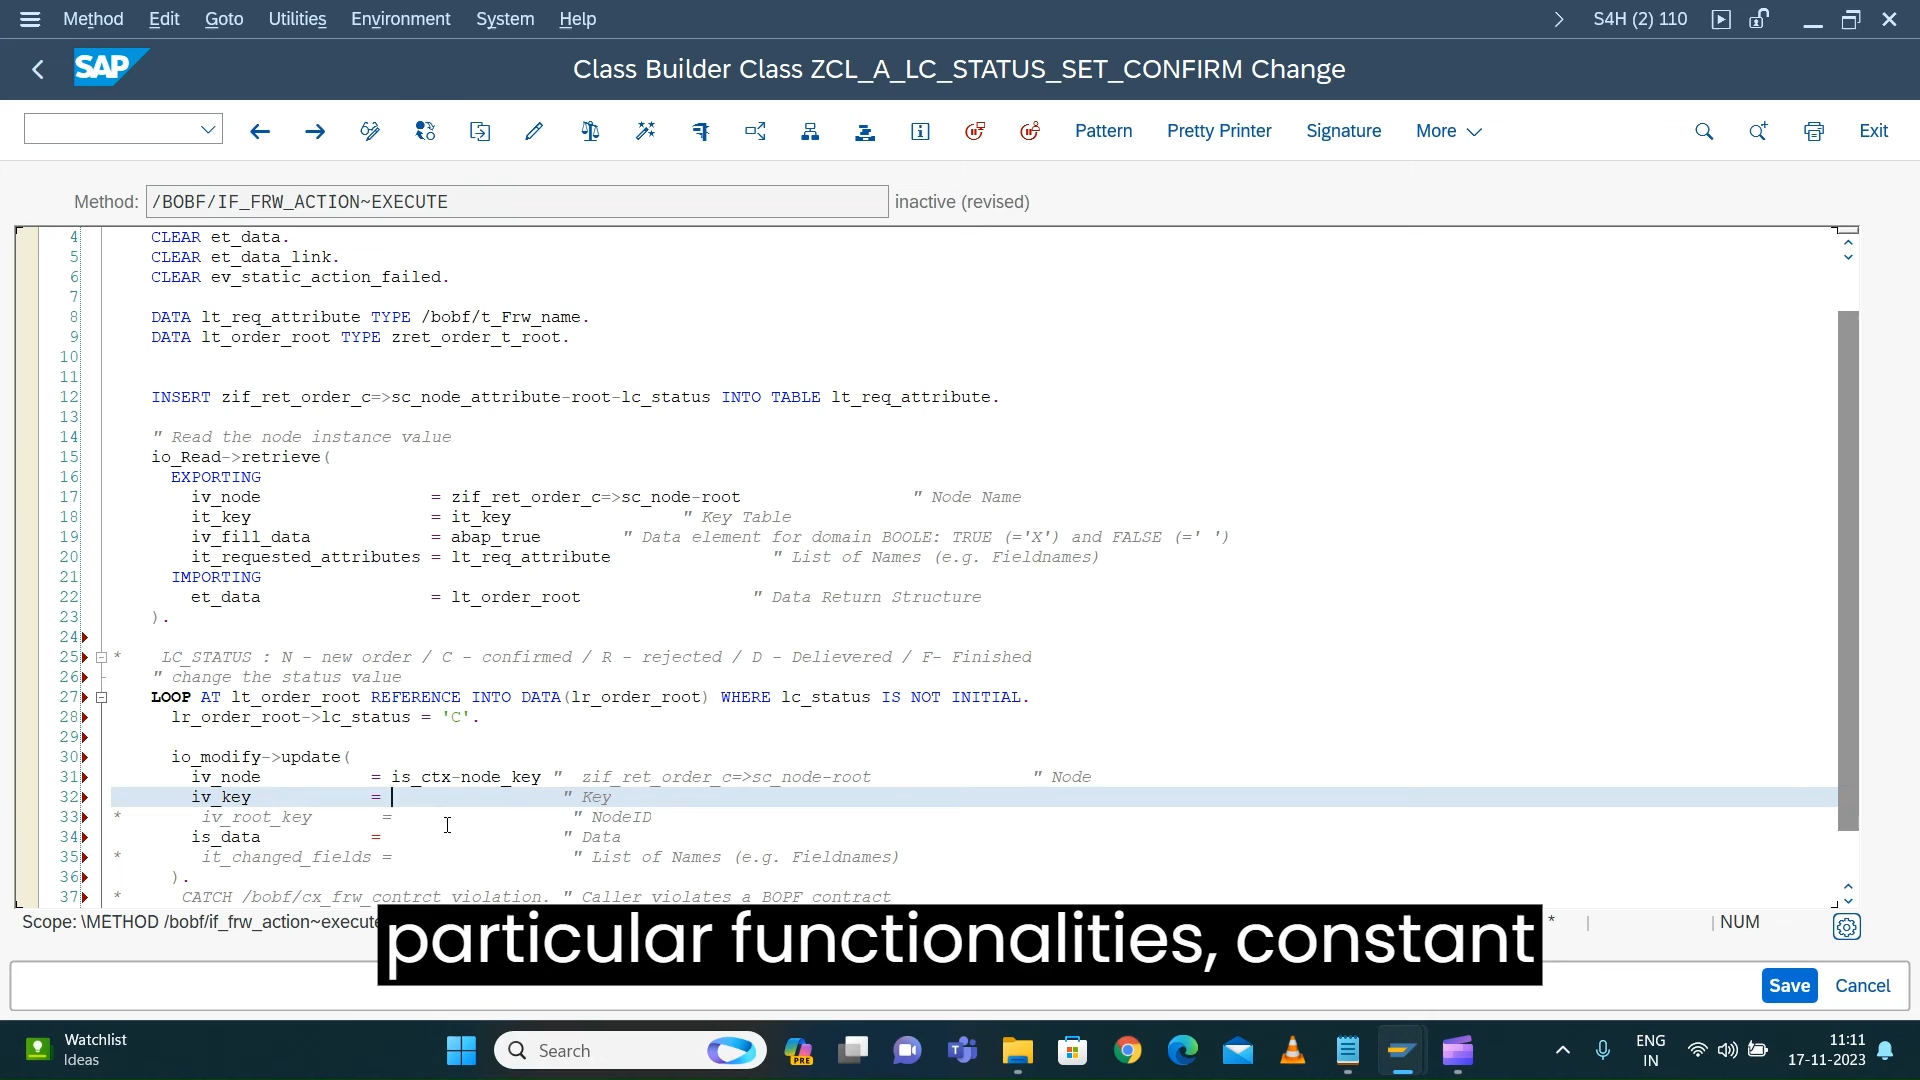 Method Edit Goto Utilities Environment System Help S4H (2) 110
SAP Class Builder Class ZCL_A_LC_STATUS_SET_CONFIRM Change
Pattern Pretty Printer Signature More Exit
Method: /BOBF/IF_FRW_ACTION~EXECUTE inactive (revised)
4 CLEAR et_data.
5 CLEAR et_data_link.
6 CLEAR ev_static_action_failed.
7
8 DATA lt_req_attribute TYPE /bobf/t_Frw_name.
9 DATA lt_order_root TYPE zret_order_t_root.
10
11
12 INSERT zif_ret_order_c=>sc_node_attribute-root-lc_status INTO TABLE lt_req_attribute.
13
14 " Read the node instance value
15 io_Read->retrieve(
16 EXPORTING
17 iv_node = zif_ret_order_c=>sc_node-root " Node Name
18 it_key = it_key " Key Table
19 iv_fill_data = abap_true " Data element for domain BOOLE: TRUE (='X') and FALSE (=' ')
20 it_requested_attributes = lt_req_attribute " List of Names (e.g. Fieldnames)
21 IMPORTING
22 et_data = lt_order_root " Data Return Structure
23 ).
24
25 * LC_STATUS : N - new order / C - confirmed / R - rejected / D - Delievered / F- Finished
26 " change the status value
27 LOOP AT lt_order_root REFERENCE INTO DATA(lr_order_root) WHERE lc_status IS NOT INITIAL.
28 lr_order_root->lc_status = 'C'.
29
30 io_modify->update(
31 iv_node = is_ctx-node_key " zif_ret_order_c=>sc_node-root " Node
32 iv_key = " Key
33 * iv_root_key = " NodeID
34 is_data = " Data
35 * it_changed_fields = " List of Names (e.g. Fieldnames)
36 ).
37 * CATCH /bobf/cx_frw_contrct_violation. " Caller violates a BOPF contract
Scope: \METHOD /bobf/if_frw_action~execute * NUM
particular functionalities, constant
Save Cancel
Watchlist
Ideas
Search
PRE
ENG
IN
11:11
17-11-2023